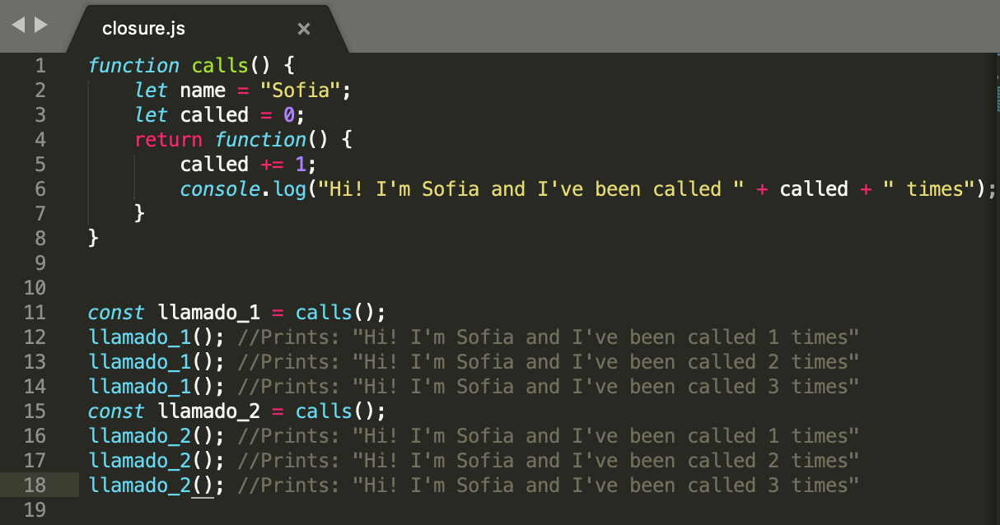 closure.js
1 function calls() {
2     let name = "Sofia";
3     let called = 0;
4     return function() {
5         called += 1;
6         console.log("Hi! I'm Sofia and I've been called " + called + " times");
7     }
8 }
9
10
11 const llamado_1 = calls();
12 llamado_1(); //Prints: "Hi! I'm Sofia and I've been called 1 times"
13 llamado_1(); //Prints: "Hi! I'm Sofia and I've been called 2 times"
14 llamado_1(); //Prints: "Hi! I'm Sofia and I've been called 3 times"
15 const llamado_2 = calls();
16 llamado_2(); //Prints: "Hi! I'm Sofia and I've been called 1 times"
17 llamado_2(); //Prints: "Hi! I'm Sofia and I've been called 2 times"
18 llamado_2(); //Prints: "Hi! I'm Sofia and I've been called 3 times"
19